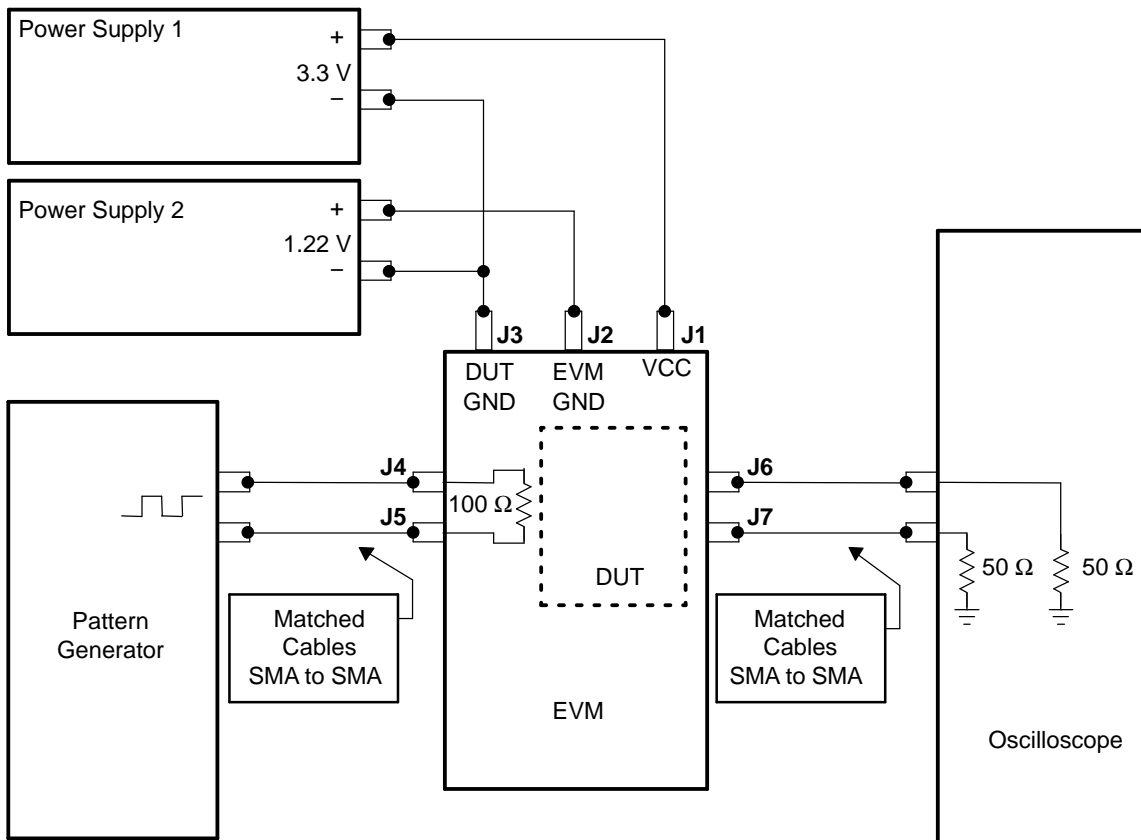 Power Supply 1
+
3.3 V
−
Power Supply 2
+
1.22 V
−
J3
J2
J1
DUT
GND
EVM
GND
VCC
J4
J5
100 Ω
DUT
J6
J7
50 Ω
50 Ω
Pattern
Generator
Matched
Cables
SMA to SMA
EVM
Matched
Cables
SMA to SMA
Oscilloscope